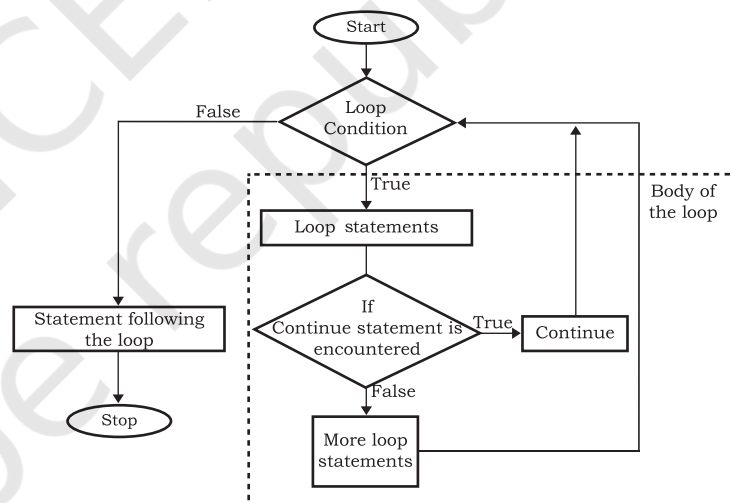 Start
Loop
Condition
False
True
Body of
the loop
Loop statements
If
Continue statement is
encountered
True
Continue
Statement following
the loop
False
Stop
More loop
statements